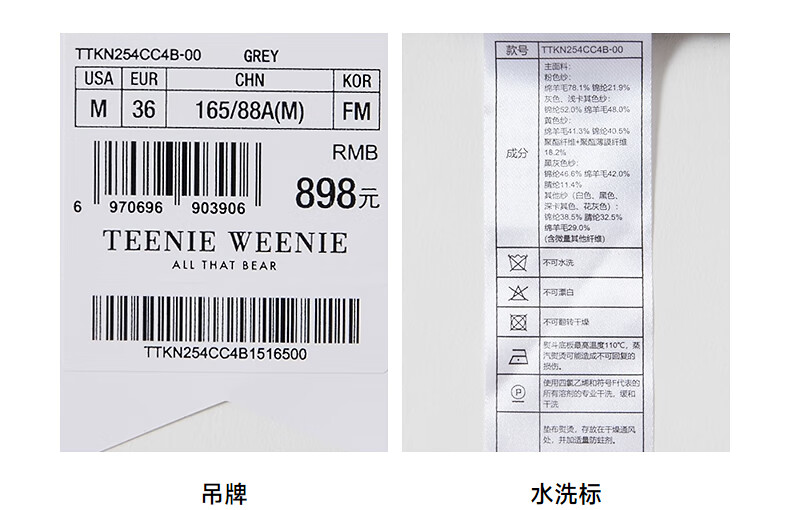 TTKN254CC4B-00 GREY
USA EUR CHN KOR
M 36 165/88A(M) FM
RMB
898元
6 970696 903906
TEENIE WEENIE
ALL THAT BEAR
TTKN254CC4B1516500
吊牌
款号 TTKN254CC4B-00
成分
主面料:
粉色纱:
绵羊毛78.1% 锦纶21.9%
灰色、浅卡其色纱:
锦纶52.0% 绵羊毛48.0%
黄色纱:
绵羊毛41.3% 锦纶40.5%
聚酯纤维+聚酯薄膜纤维
18.2%
黑灰色纱:
锦纶46.6% 绵羊毛42.0%
腈纶11.4%
其他纱（白色、黑色、
深卡其色、花灰色）:
锦纶38.5% 腈纶32.5%
绵羊毛29.0%
(含微量其他纤维)
不可水洗
不可漂白
不可翻转干燥
熨斗底板最高温度110℃，蒸
汽熨烫可能造成不可回复的
损伤。
P
使用四氯乙烯和符号F代表的
所有溶剂的专业干洗，缓和
干洗
垫布熨烫，存放在干燥通风
处，并加适量防蛀剂。
水洗标